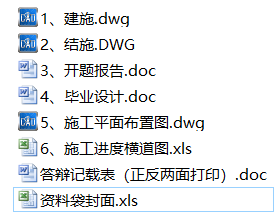 1、建施.dwg
2、结施.DWG
3、开题报告.doc
4、毕业设计.doc
5、施工平面布置图.dwg
6、施工进度横道图.xls
答辩记载表（正反两面打印）.doc
资料袋封面.xls